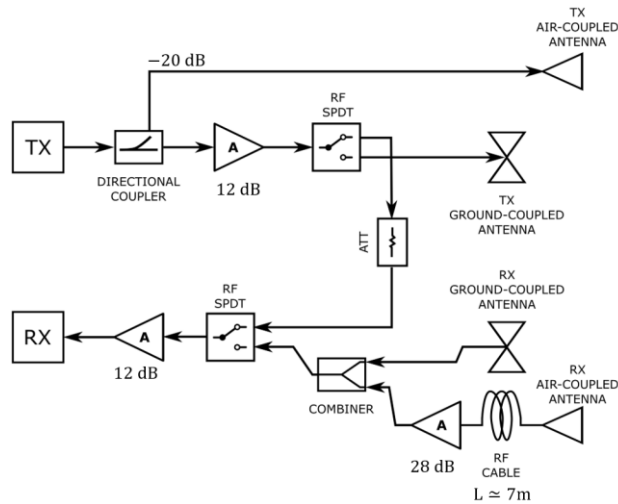 TX
AIR-COUPLED
ANTENNA
−20 dB
RF
SPDT
TX
A
DIRECTIONAL
COUPLER
12 dB
TX
GROUND-COUPLED
ANTENNA
ATT
RX
GROUND-COUPLED
ANTENNA
RF
SPDT
RX
A
12 dB
COMBINER
RX
AIR-COUPLED
ANTENNA
A
28 dB
RF
CABLE
L ≃ 7m